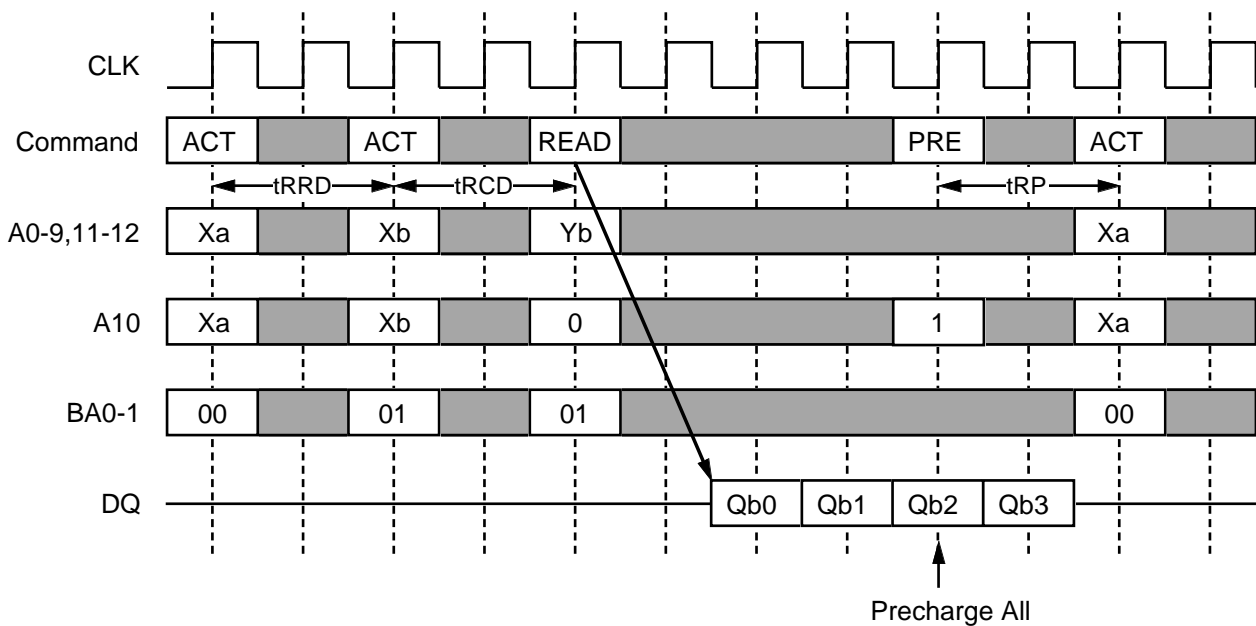 CLK
Command ACT ACT READ PRE ACT
tRRD tRCD tRP
A0-9,11-12 Xa Xb Yb Xa
A10 Xa Xb 0 1 Xa
BA0-1 00 01 01 00
DQ Qb0 Qb1 Qb2 Qb3
Precharge All